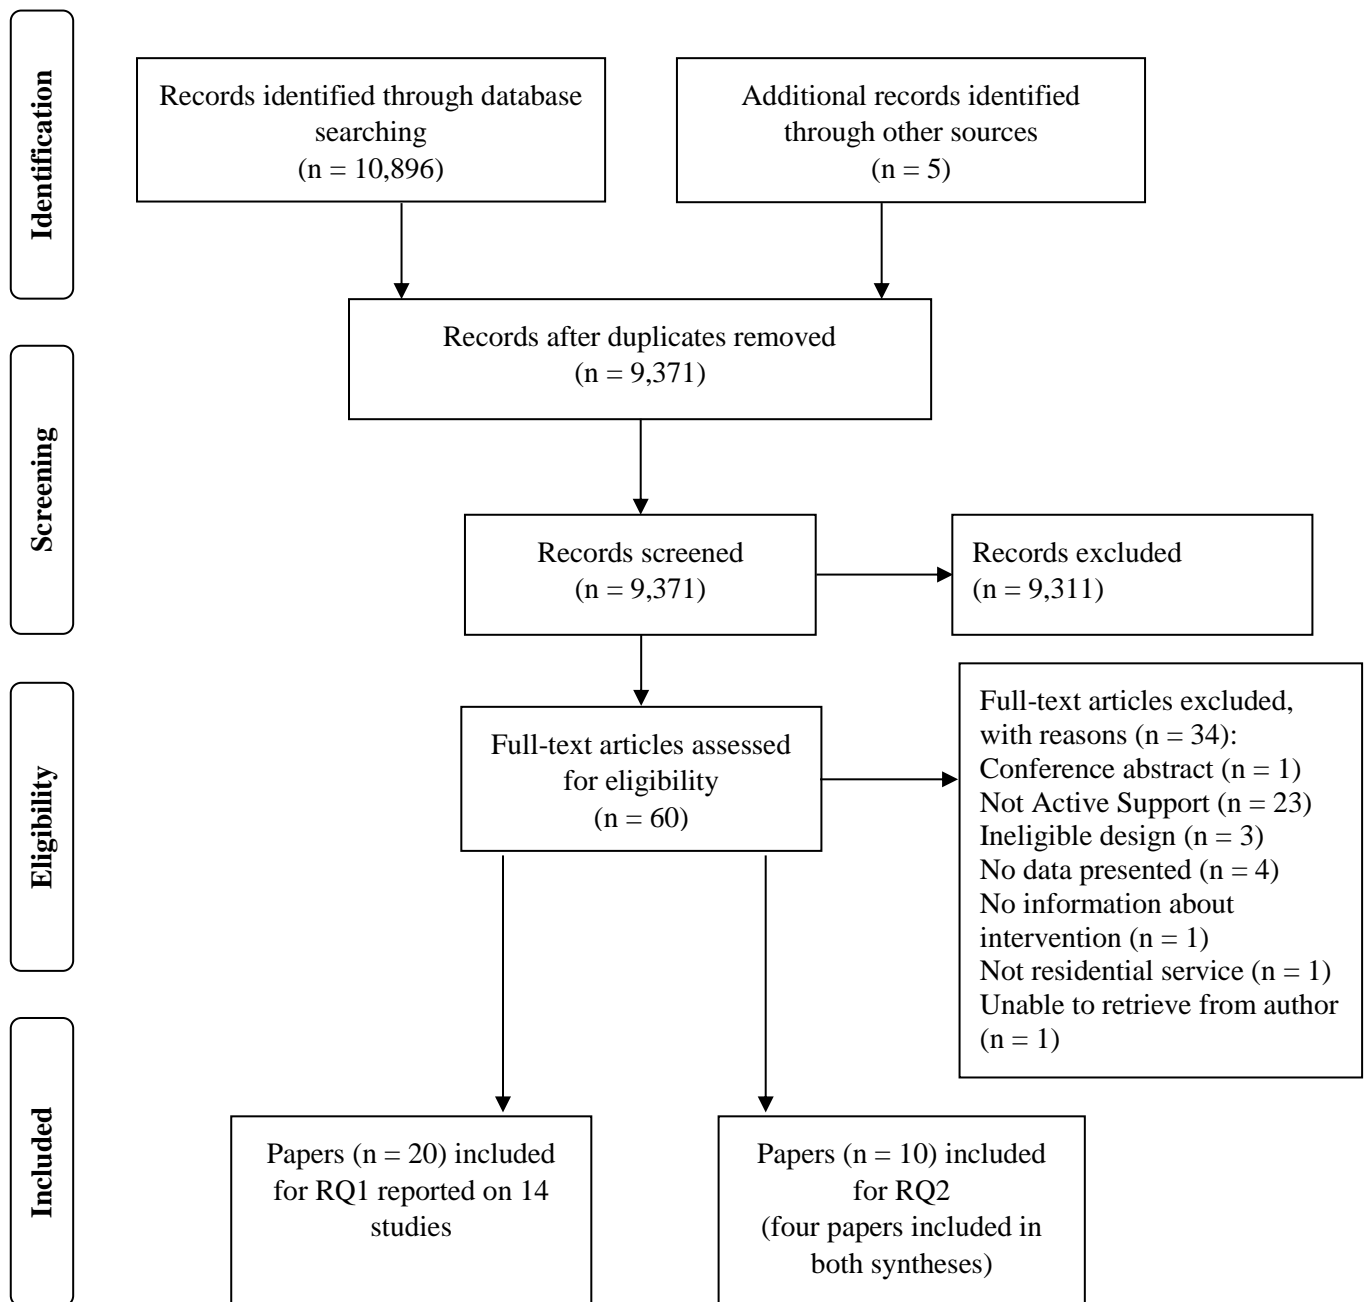 Identification
Records identified through database
searching
(n = 10,896)
Additional records identified
through other sources
(n = 5)
Records after duplicates removed
(n = 9,371)
Screening
Records screened
(n = 9,371)
Records excluded
(n = 9,311)
Eligibility
Full-text articles assessed
for eligibility
(n = 60)
Full-text articles excluded,
with reasons (n = 34):
Conference abstract (n = 1)
Not Active Support (n = 23)
Ineligible design (n = 3)
No data presented (n = 4)
No information about
intervention (n = 1)
Not residential service (n = 1)
Unable to retrieve from author
(n = 1)
Included
Papers (n = 20) included
for RQ1 reported on 14
studies
Papers (n = 10) included
for RQ2
(four papers included in
both syntheses)